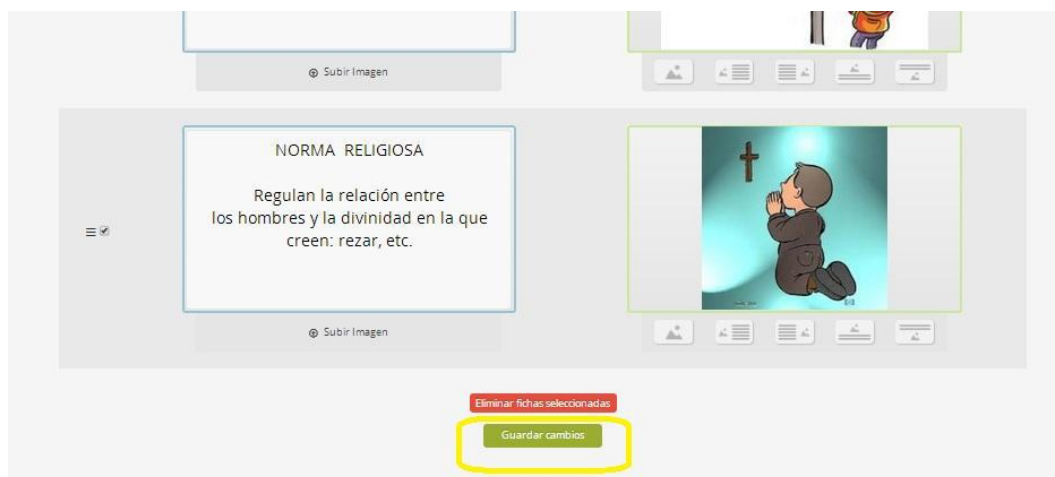 Subir Imagen
NORMA RELIGIOSA
Regulan la relación entre
los hombres y la divinidad en la que
creen: rezar, etc.
Subir Imagen
Eliminar fichas seleccionadas
Guardar cambios